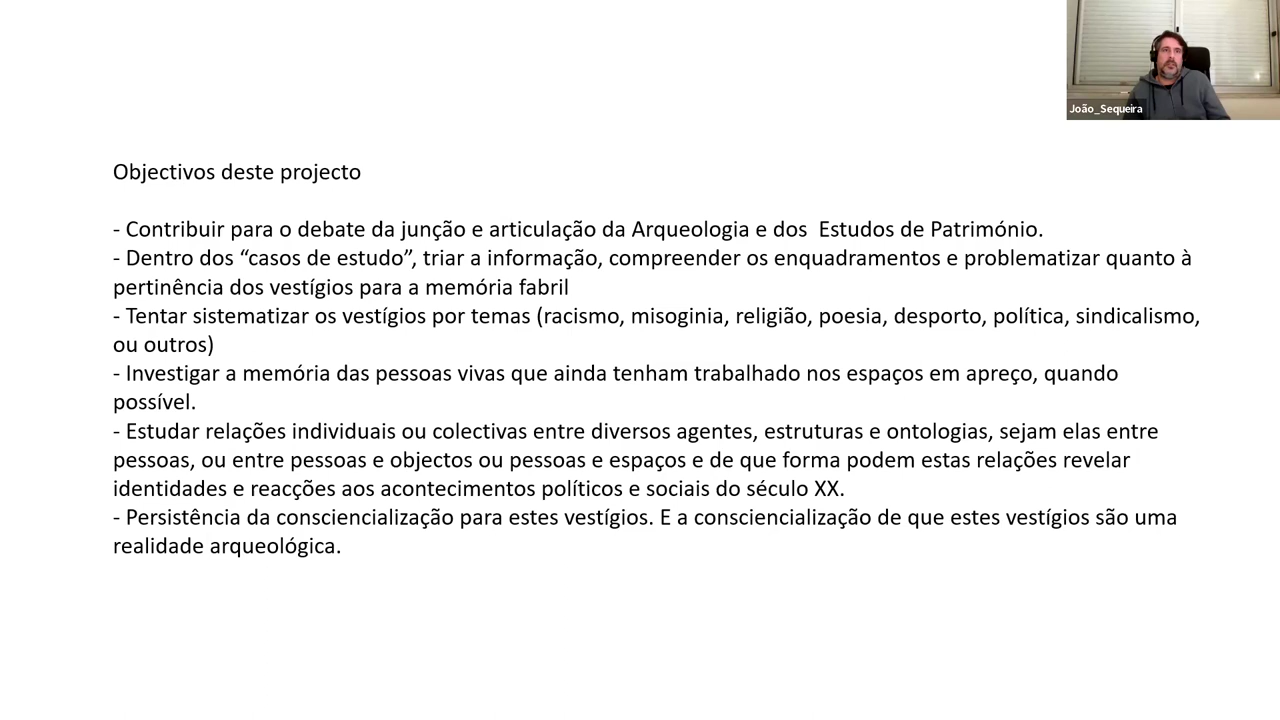 João_Sequeira
Objectivos deste projecto
- Contribuir para o debate da junção e articulação da Arqueologia e dos  Estudos de Património.
- Dentro dos “casos de estudo”, triar a informação, compreender os enquadramentos e problematizar quanto à
pertinência dos vestígios para a memória fabril
- Tentar sistematizar os vestígios por temas (racismo, misoginia, religião, poesia, desporto, política, sindicalismo,
ou outros)
- Investigar a memória das pessoas vivas que ainda tenham trabalhado nos espaços em apreço, quando
possível.
- Estudar relações individuais ou colectivas entre diversos agentes, estruturas e ontologias, sejam elas entre
pessoas, ou entre pessoas e objectos ou pessoas e espaços e de que forma podem estas relações revelar
identidades e reacções aos acontecimentos políticos e sociais do século XX.
- Persistência da consciencialização para estes vestígios. E a consciencialização de que estes vestígios são uma
realidade arqueológica.